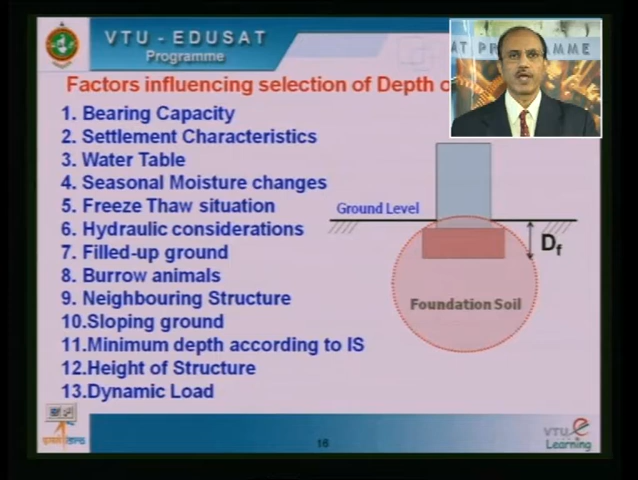 VTU - EDUSAT
Programme
AT PROGRAMME
Factors influencing selection of Depth o
1. Bearing Capacity
2. Settlement Characteristics
3. Water Table
4. Seasonal Moisture changes
5. Freeze Thaw situation
6. Hydraulic considerations
7. Filled-up ground
8. Burrow animals
9. Neighbouring Structure
10.Sloping ground
11.Minimum depth according to IS
12.Height of Structure
13.Dynamic Load
Ground Level
Df
Foundation Soil
16
VTU e
Learning